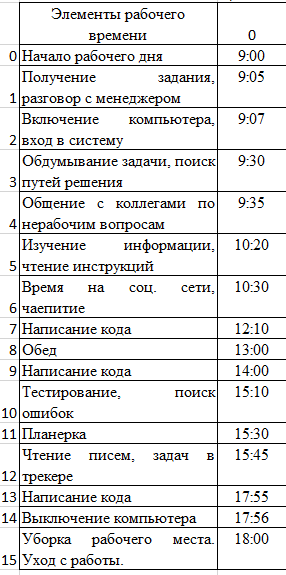 Элементы рабочего
времени 0
0 Начало рабочего дня 9:00
Получение задания, 9:05
1 разговор с менеджером
Включение компьютера, 9:07
2 вход в систему
Обдумывание задачи, поиск 9:30
3 путей решения
Общение с коллегами по 9:35
4 нерабочим вопросам
Изучение информации, 10:20
5 чтение инструкций
Время на соц. сети, 10:30
6 чаепитие
7 Написание кода 12:10
8 Обед 13:00
9 Написание кода 14:00
Тестирование, поиск 15:10
10 ошибок
11 Планерка 15:30
Чтение писем, задач в 15:45
12 трекере
13 Написание кода 17:55
14 Выключение компьютера 17:56
Уборка рабочего места. 18:00
15 Уход с работы.